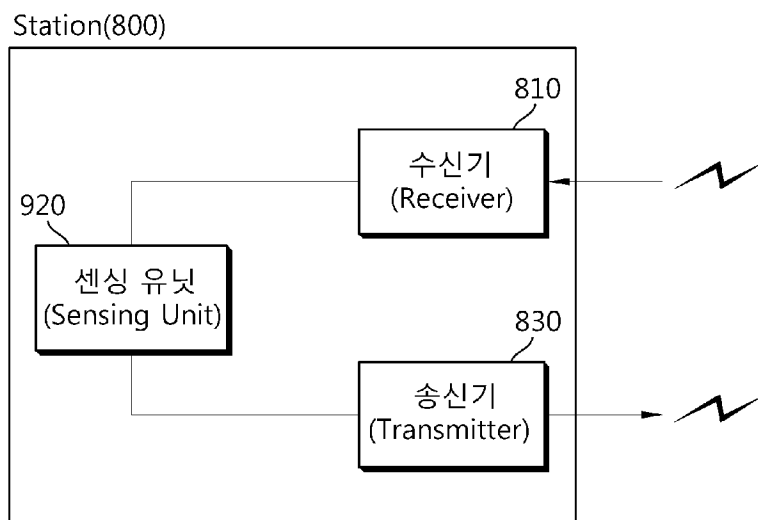 Station(800)
810
수신기
(Receiver)
920
센싱 유닛
(Sensing Unit)
830
송신기
(Transmitter)